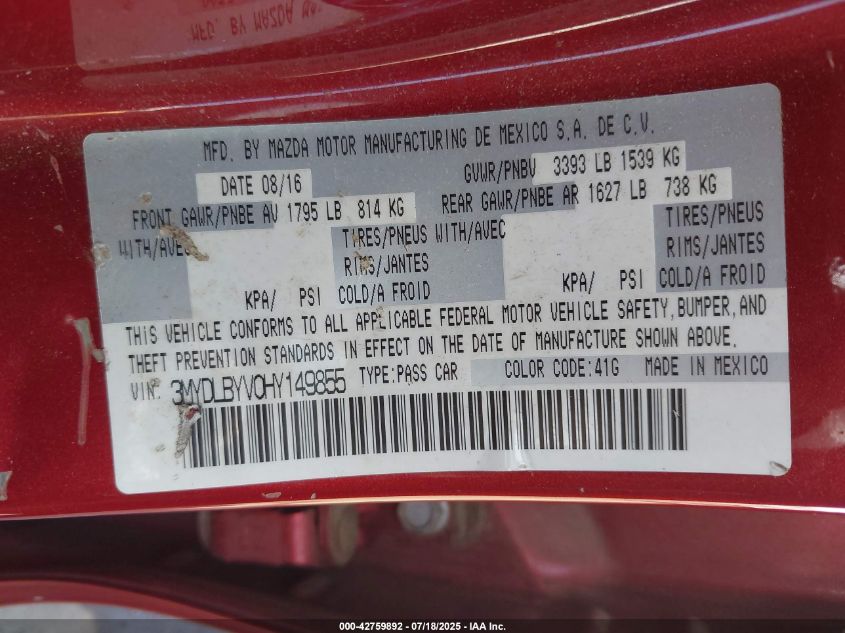 MFD. BY MAZDA MOTOR MANUFACTURING DE MEXICO S.A. DE C.V.
DATE 08/16 GVWR/PNBV 3393 LB 1539 KG
FRONT GAWR/PNBE AV 1795 LB 814 KG REAR GAWR/PNBE AR 1627 LB 738 KG
WITH/AVEC TIRES/PNEUS WITH/AVEC TIRES/PNEUS
RIMS/JANTES RIMS/JANTES
KPA/ PSI COLD/A FROID KPA/ PSI COLD/A FROID
THIS VEHICLE CONFORMS TO ALL APPLICABLE FEDERAL MOTOR VEHICLE SAFETY, BUMPER, AND
THEFT PREVENTION STANDARDS IN EFFECT ON THE DATE OF MANUFACTURE SHOWN ABOVE.
VIN: 3MYDLBYV0HY149855 TYPE:PASS CAR COLOR CODE:41G MADE IN MEXICO
000-42759892 - 07/18/2025 - IAA Inc.